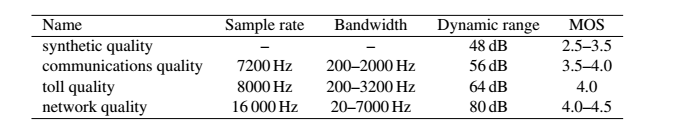 Name Sample rate Bandwidth Dynamic range MOS
synthetic quality – – 48 dB 2.5–3.5
communications quality 7200 Hz 200–2000 Hz 56 dB 3.5–4.0
toll quality 8000 Hz 200–3200 Hz 64 dB 4.0
network quality 16 000 Hz 20–7000 Hz 80 dB 4.0–4.5